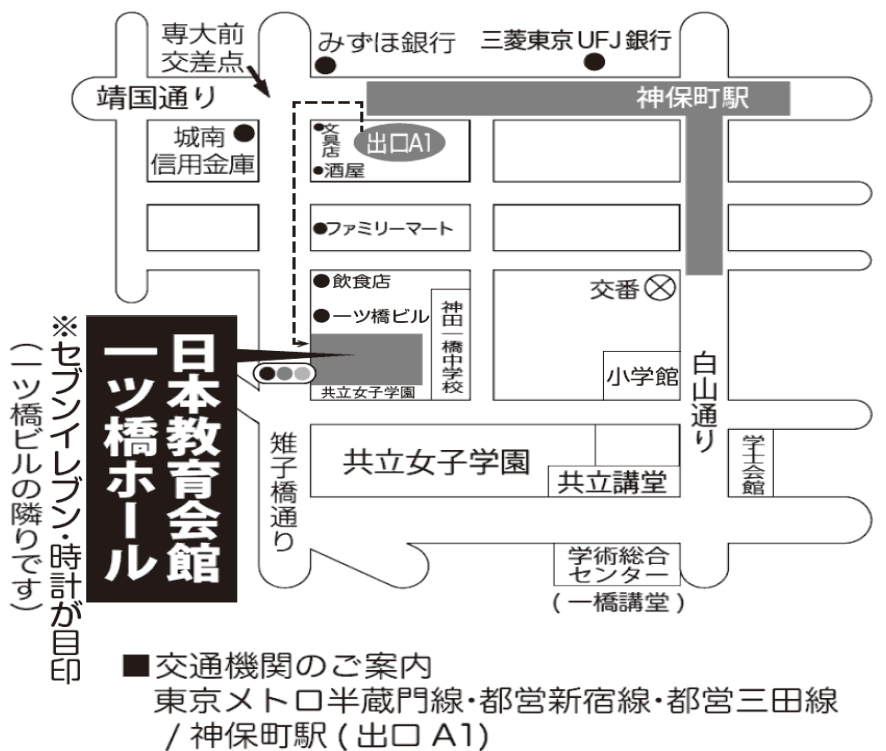 専大前
交差点
みずほ銀行
三菱東京UFJ銀行
靖国通り
神保町駅
城南
信用金庫
文具店
出口A1
酒屋
ファミリーマート
飲食店
一ツ橋ビル
神田一橋中学校
交番
小学館
白山通り
共立女子学園
日本教育会館
一ツ橋ホール
※セブンイレブン・時計が目印
(一ツ橋ビルの隣りです)
雉子橋通り
共立女子学園
共立講堂
学士会館
学術総合
センター
(一橋講堂)
■交通機関のご案内
東京メトロ半蔵門線・都営新宿線・都営三田線
/ 神保町駅 ( 出口 A1)